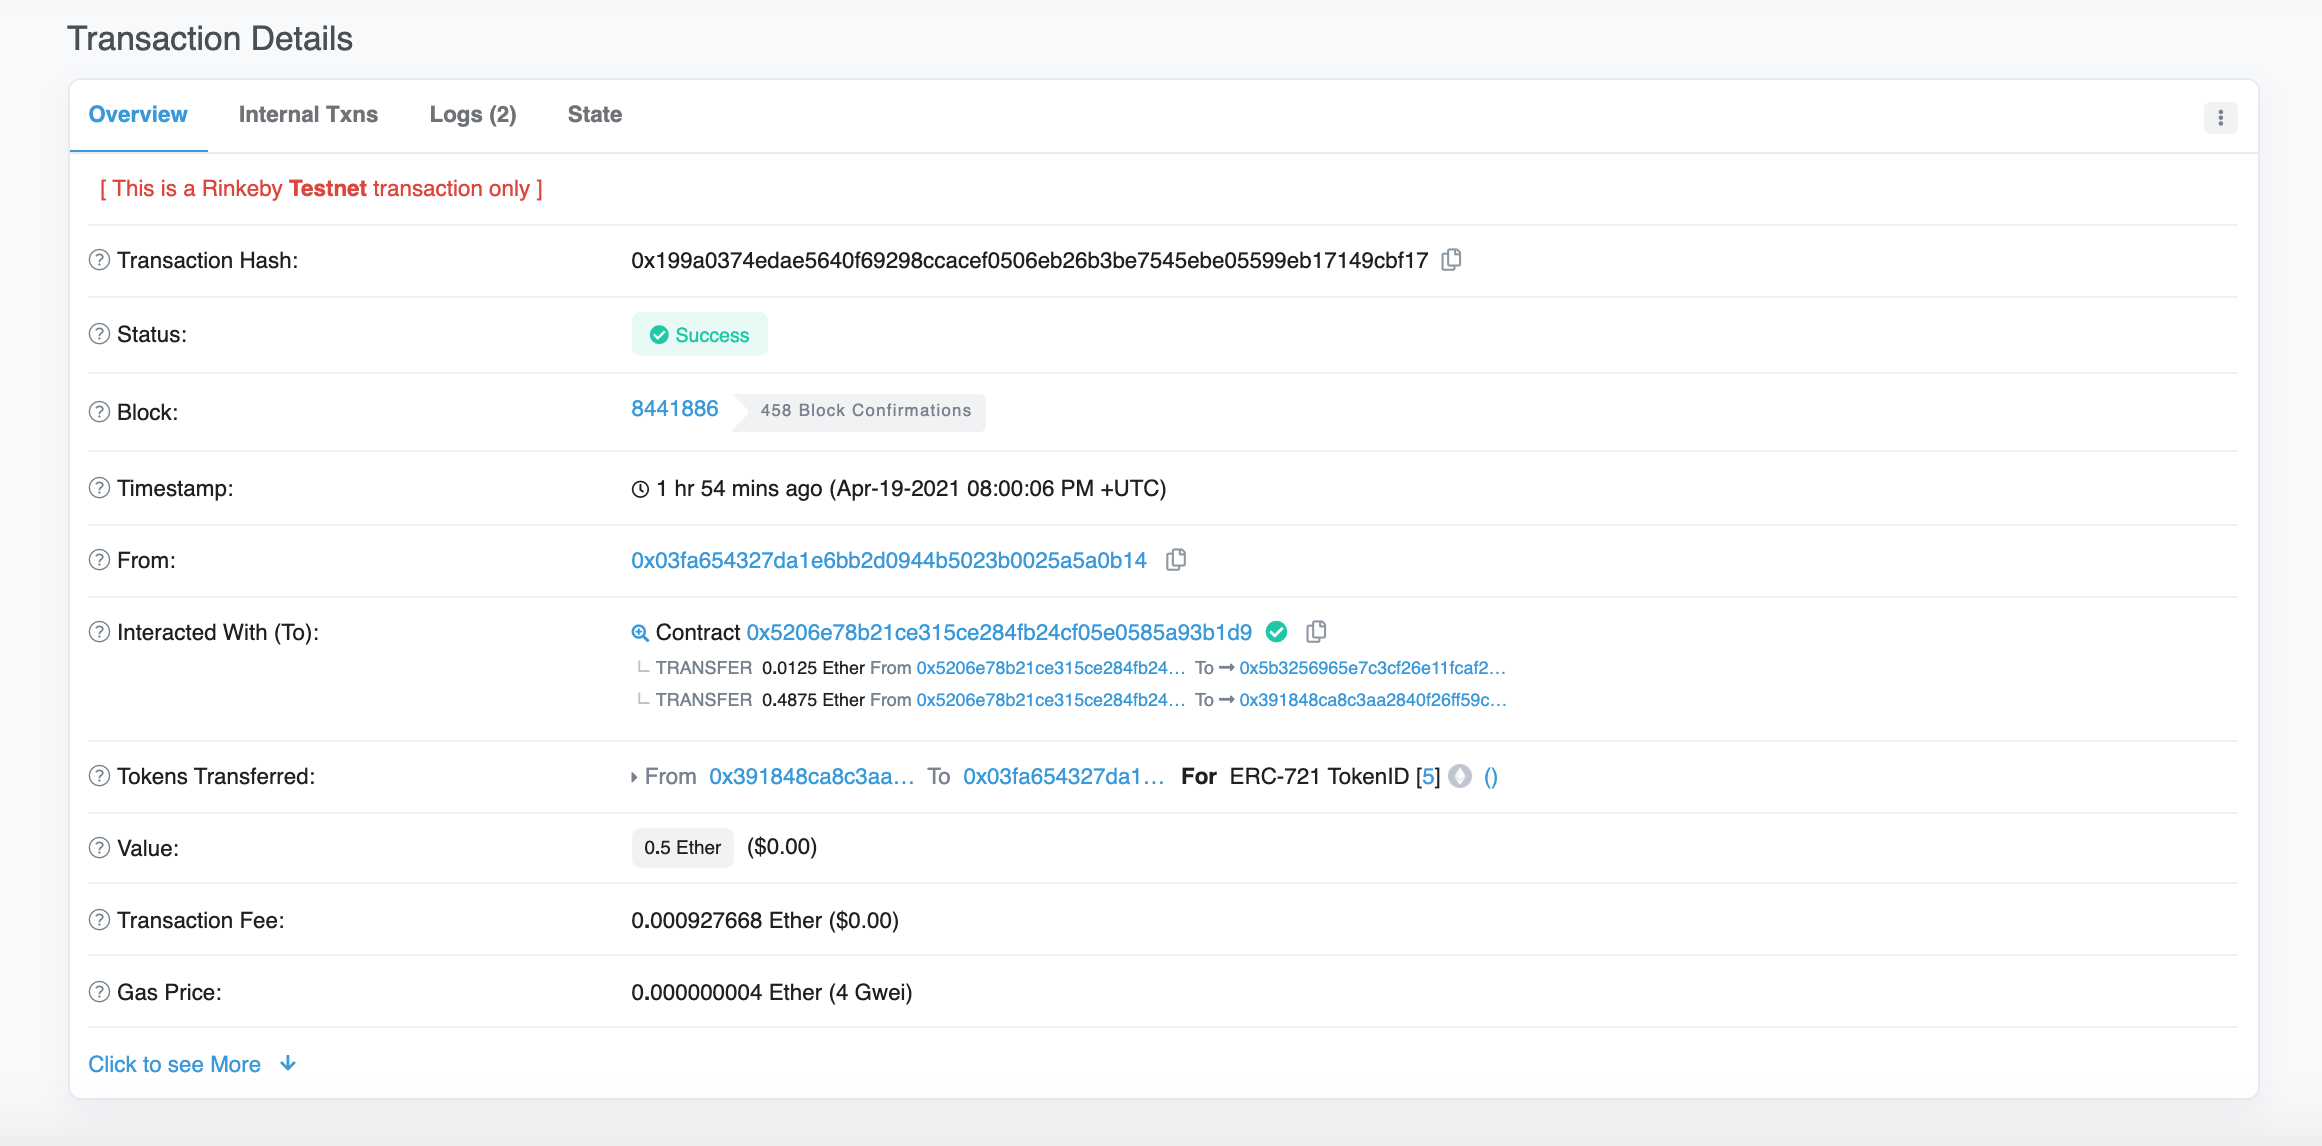 Transaction Details
Overview Internal Txns Logs (2) State
[ This is a Rinkeby Testnet transaction only ]
Transaction Hash: 0x199a0374edae5640f69298ccacef0506eb26b3be7545ebe05599eb17149cbf17
Status: Success
Block: 8441886 458 Block Confirmations
Timestamp: 1 hr 54 mins ago (Apr-19-2021 08:00:06 PM +UTC)
From: 0x03fa654327da1e6bb2d0944b5023b0025a5a0b14
Interacted With (To): Contract 0x5206e78b21ce315ce284fb24cf05e0585a93b1d9
TRANSFER 0.0125 Ether From 0x5206e78b21ce315ce284fb24... To → 0x5b3256965e7c3cf26e11fcaf2...
TRANSFER 0.4875 Ether From 0x5206e78b21ce315ce284fb24... To → 0x391848ca8c3aa2840f26ff59c...
Tokens Transferred: From 0x391848ca8c3aa... To 0x03fa654327da1... For ERC-721 TokenID [5] ()
Value: 0.5 Ether ($0.00)
Transaction Fee: 0.000927668 Ether ($0.00)
Gas Price: 0.000000004 Ether (4 Gwei)
Click to see More ↓